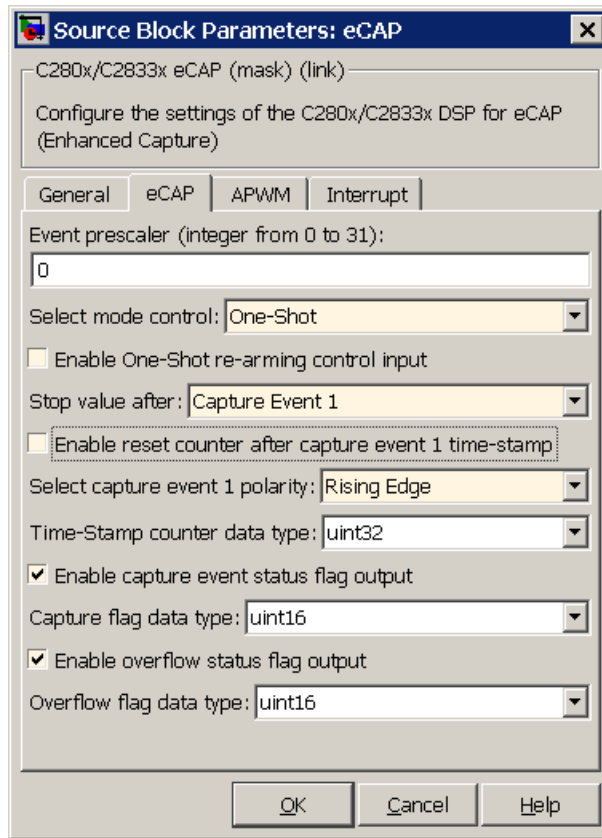 Source Block Parameters: eCAP
C280x/C2833x eCAP (mask) (link)
Configure the settings of the C280x/C2833x DSP for eCAP
(Enhanced Capture)
General eCAP APWM Interrupt
Event prescaler (integer from 0 to 31):
0
Select mode control: One-Shot
Enable One-Shot re-arming control input
Stop value after: Capture Event 1
Enable reset counter after capture event 1 time-stamp
Select capture event 1 polarity: Rising Edge
Time-Stamp counter data type: uint32
Enable capture event status flag output
Capture flag data type: uint16
Enable overflow status flag output
Overflow flag data type: uint16
OK Cancel Help